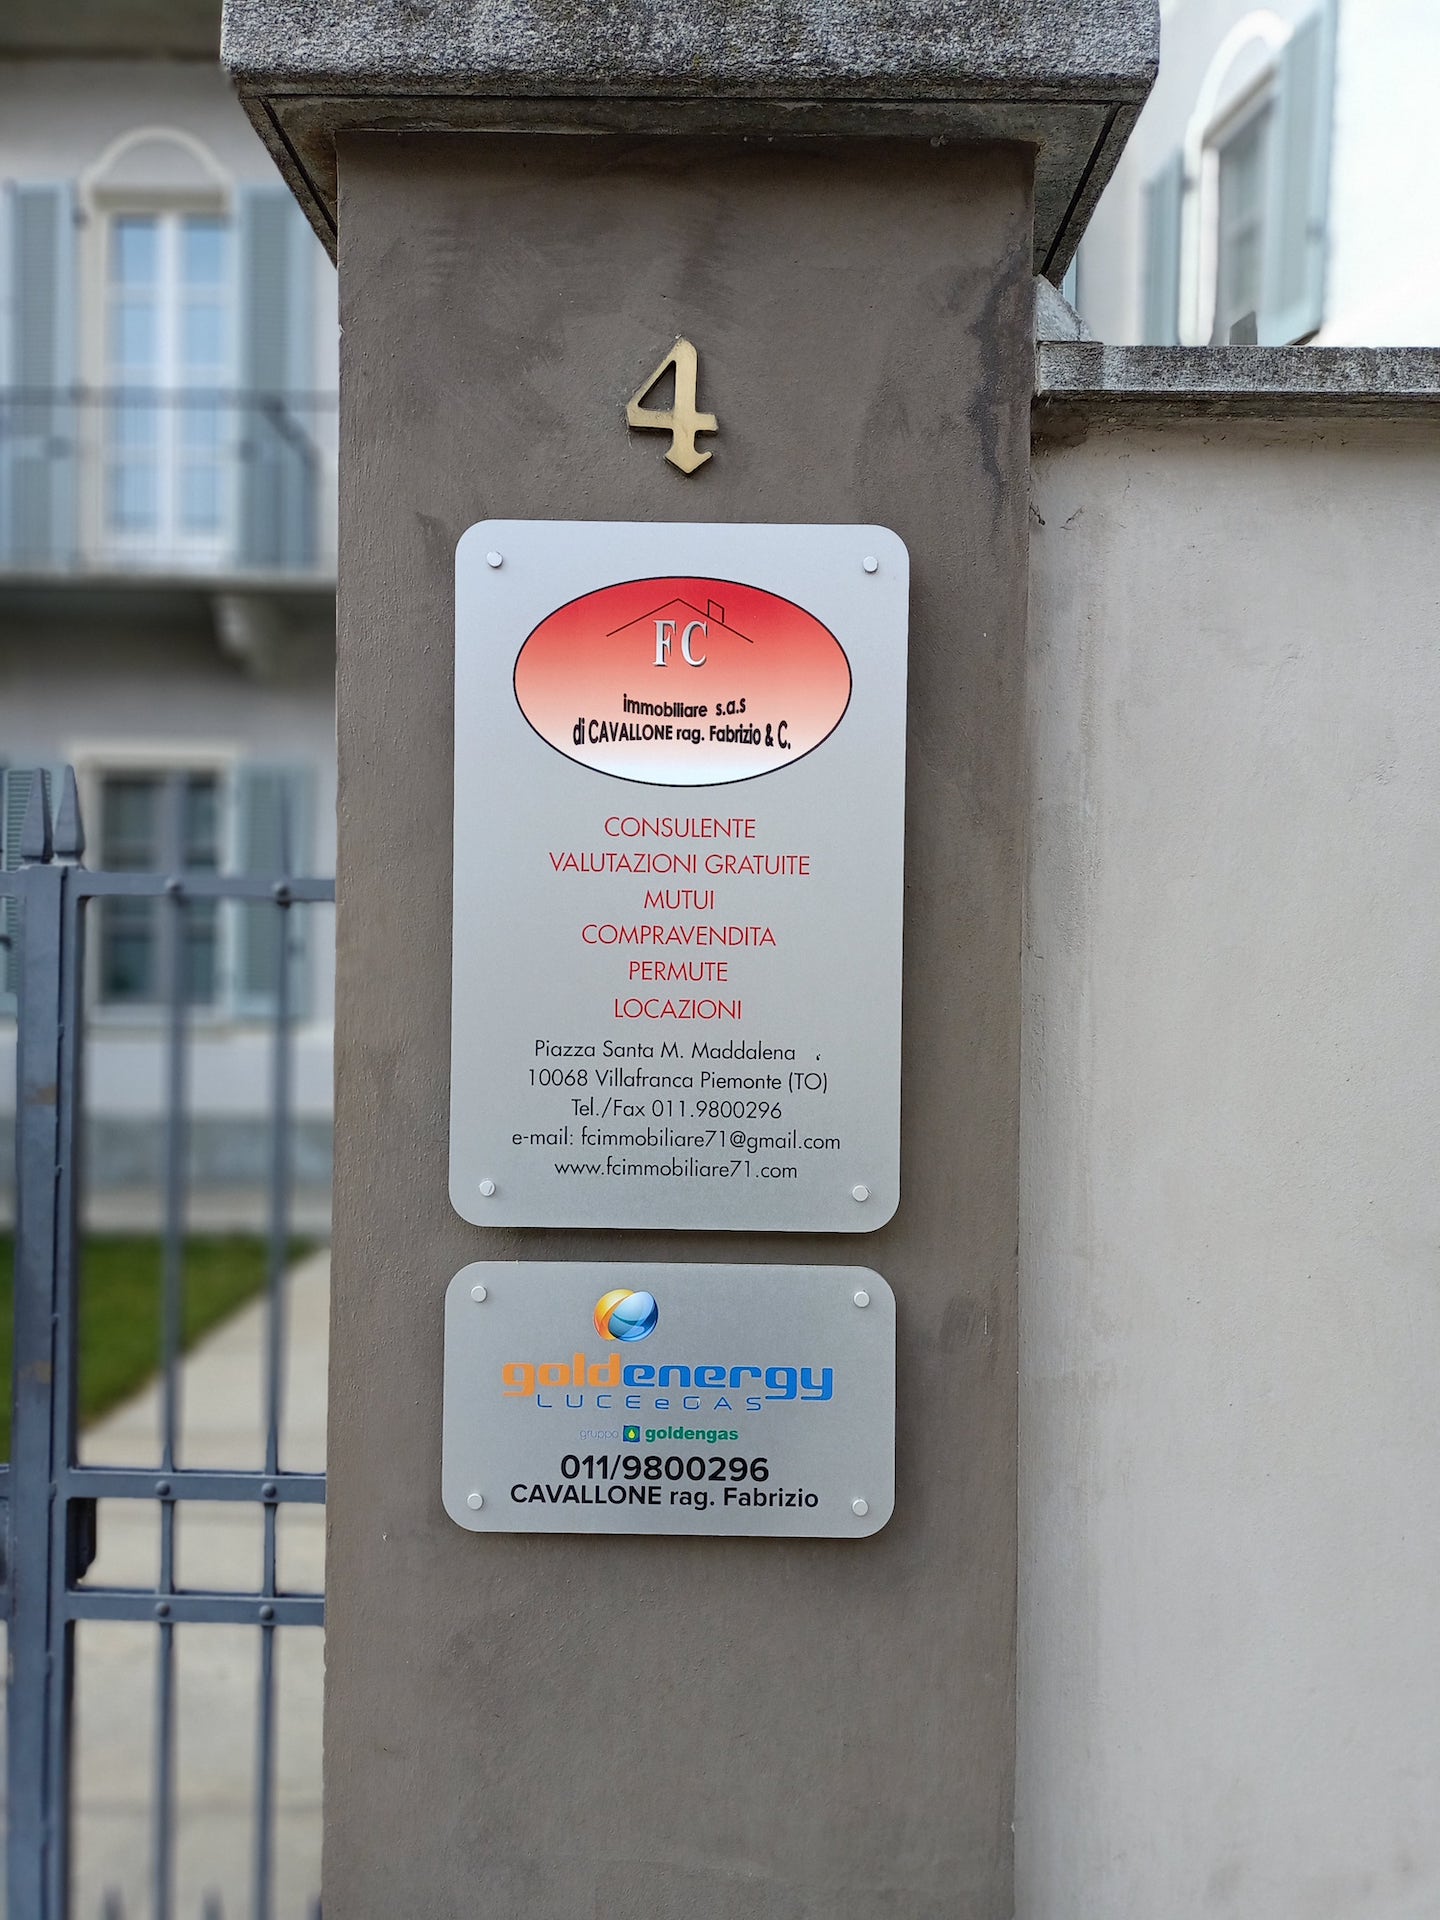 4
FC
immobiliare s.a.s
di CAVALLONE rag. Fabrizio & C.
CONSULENTE
VALUTAZIONI GRATUITE
MUTUI
COMPRAVENDITA
PERMUTE
LOCAZIONI
Piazza Santa M. Maddalena
10068 Villafranca Piemonte (TO)
Tel./Fax 011.9800296
e-mail: fcimmobiliare71@gmail.com
www.fcimmobiliare71.com
goldenergy
LUCEeGAS
gruppo goldengas
011/9800296
CAVALLONE rag. Fabrizio